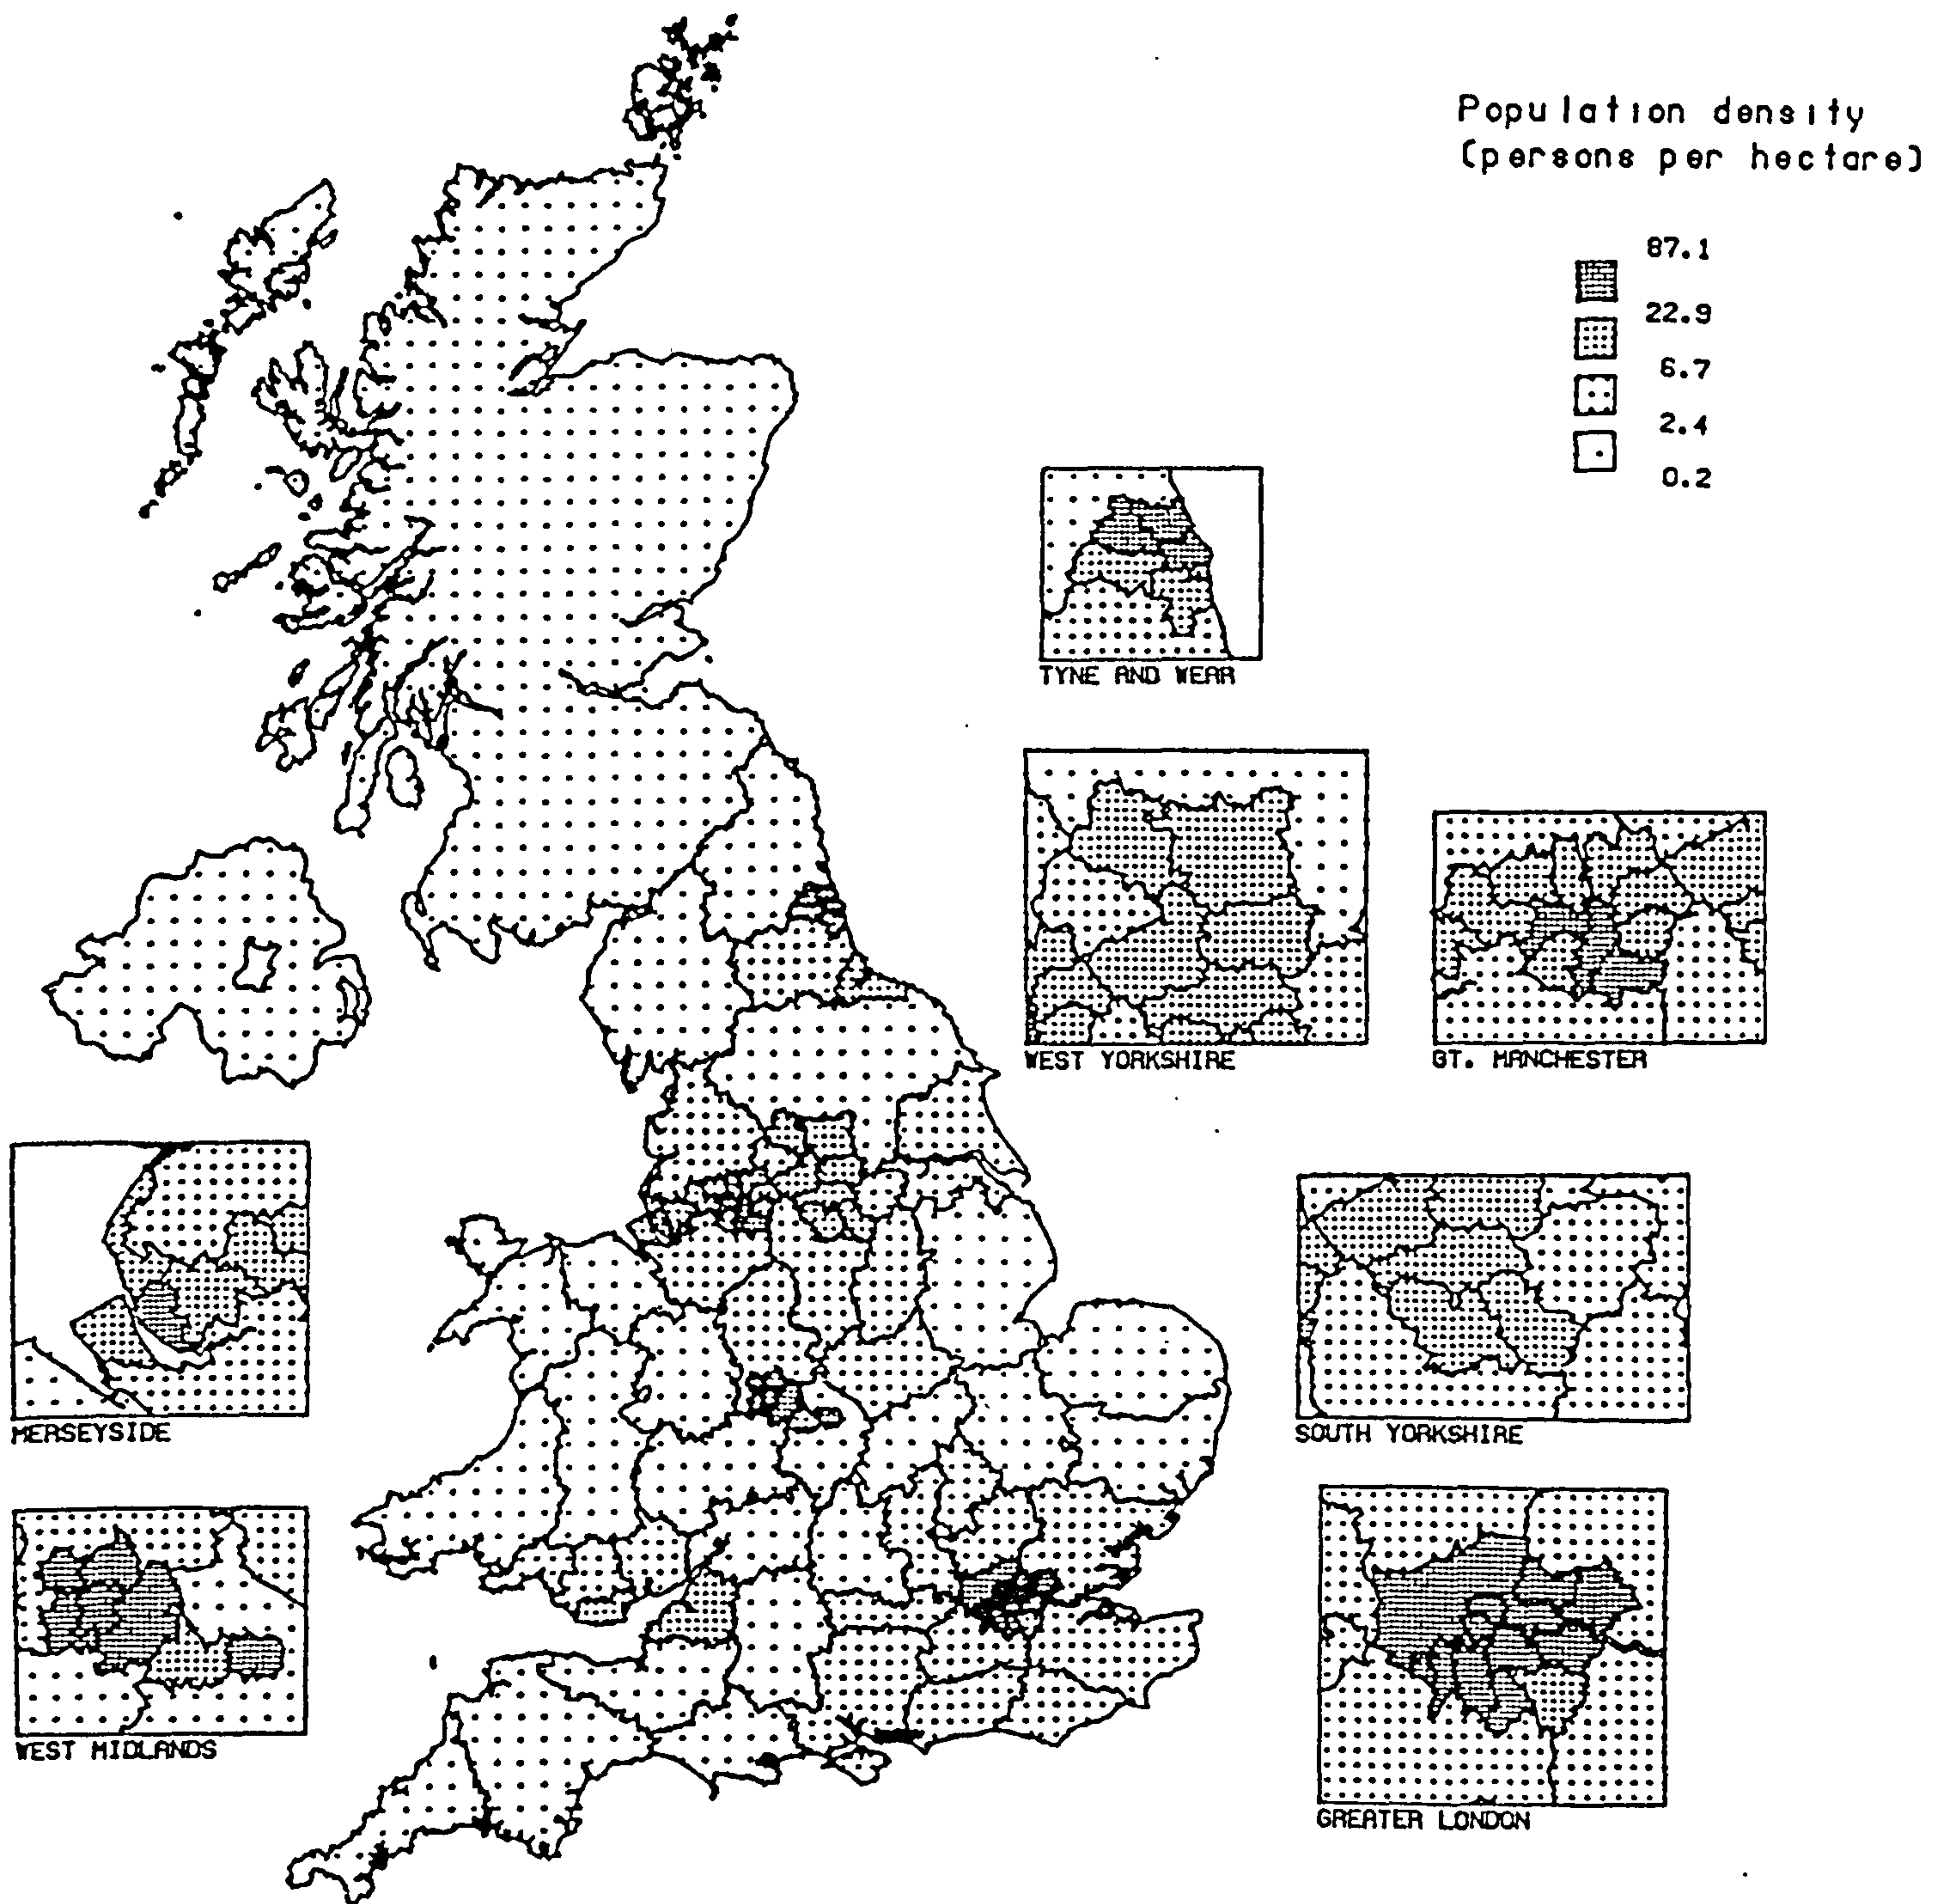 Population density
(persons per hectare)
87.1
22.9
6.7
2.4
0.2
TYNE AND WEAR
WEST YORKSHIRE
GT. MANCHESTER
MERSEYSIDE
SOUTH YORKSHIRE
WEST MIDLANDS
GREATER LONDON